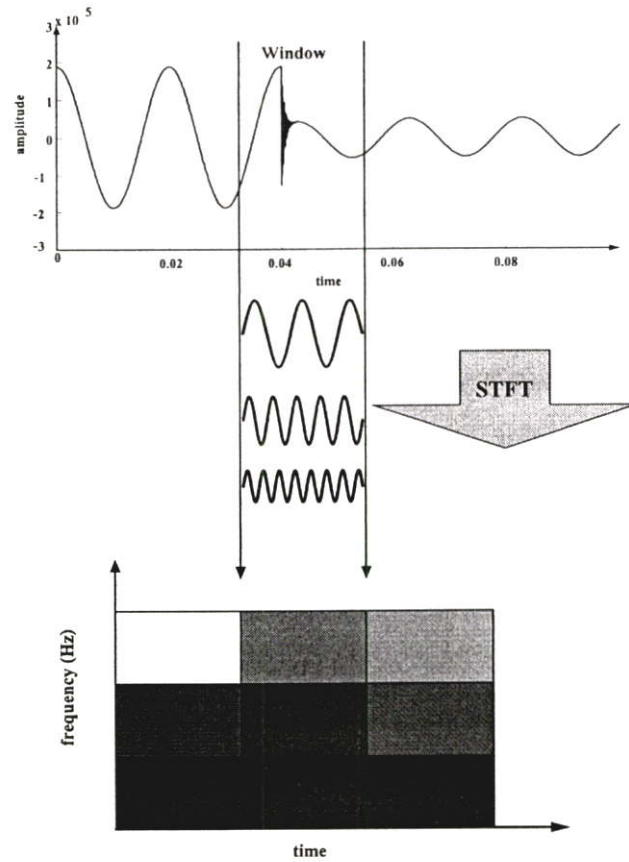 3 x 10 5
Window
2
1
0
-1
-2
-3
amplitude
0 0.02 0.04 0.06 0.08
time
STFT
frequency (Hz)
time